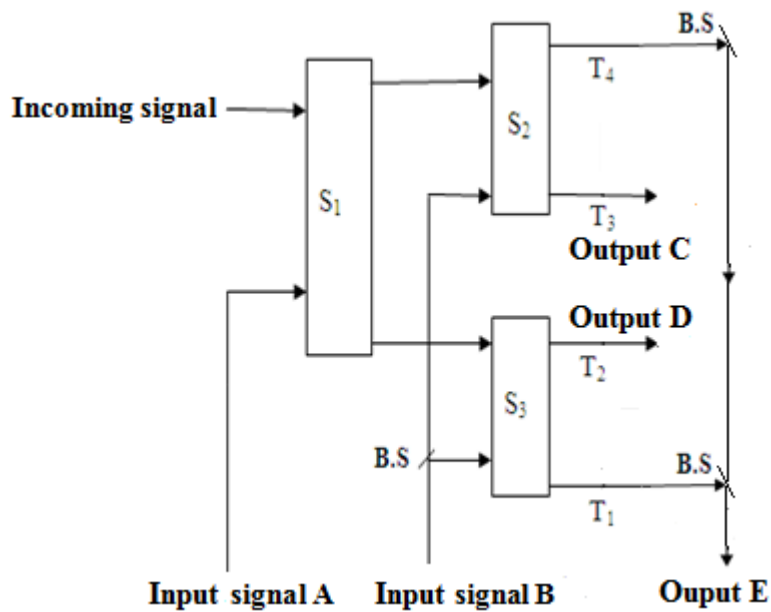 B.S
T₄
Incoming signal
S₂
S₁
T₃
Output C
Output D
T₂
S₃
B.S
B.S
T₁
Input signal A
Input signal B
Ouput E